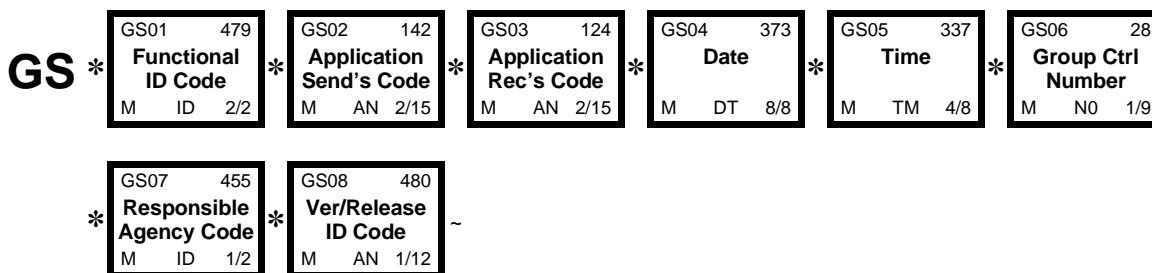 GS * GS01 479 * GS02 142 * GS03 124 * GS04 373 * GS05 337 * GS06 28
Functional Application Application Date Time Group Ctrl
ID Code Send's Code Rec's Code Number
M ID 2/2 M AN 2/15 M AN 2/15 M DT 8/8 M TM 4/8 M N0 1/9
* GS07 455 * GS08 480 ~
Responsible Ver/Release
Agency Code ID Code
M ID 1/2 M AN 1/12